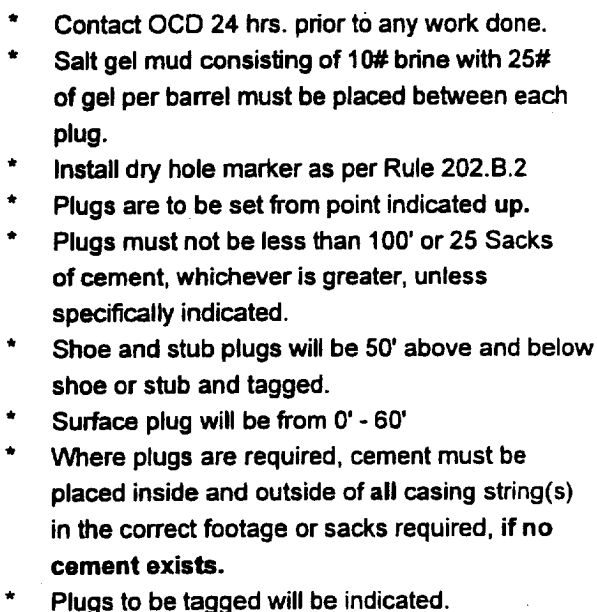 * Contact OCD 24 hrs. prior to any work done.
* Salt gel mud consisting of 10# brine with 25#
of gel per barrel must be placed between each
plug.
* Install dry hole marker as per Rule 202.B.2
* Plugs are to be set from point indicated up.
* Plugs must not be less than 100' or 25 Sacks
of cement, whichever is greater, unless
specifically indicated.
* Shoe and stub plugs will be 50' above and below
shoe or stub and tagged.
* Surface plug will be from 0' - 60'
* Where plugs are required, cement must be
placed inside and outside of all casing string(s)
in the correct footage or sacks required, if no
cement exists.
* Plugs to be tagged will be indicated.